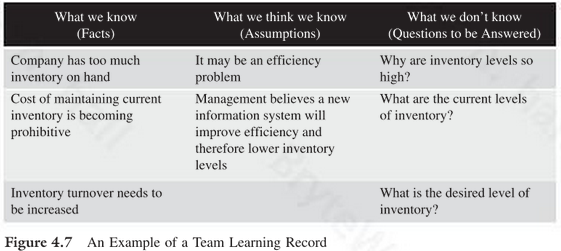 What we know
(Facts)
What we think we know
(Assumptions)
What we don't know
(Questions to be Answered)
Company has too much
inventory on hand
It may be an efficiency
problem
Why are inventory levels so
high?
Cost of maintaining current
inventory is becoming
prohibitive
Management believes a new
information system will
improve efficiency and
therefore lower inventory
levels
What are the current levels
of inventory?
Inventory turnover needs to
be increased
What is the desired level of
inventory?
Figure 4.7 An Example of a Team Learning Record